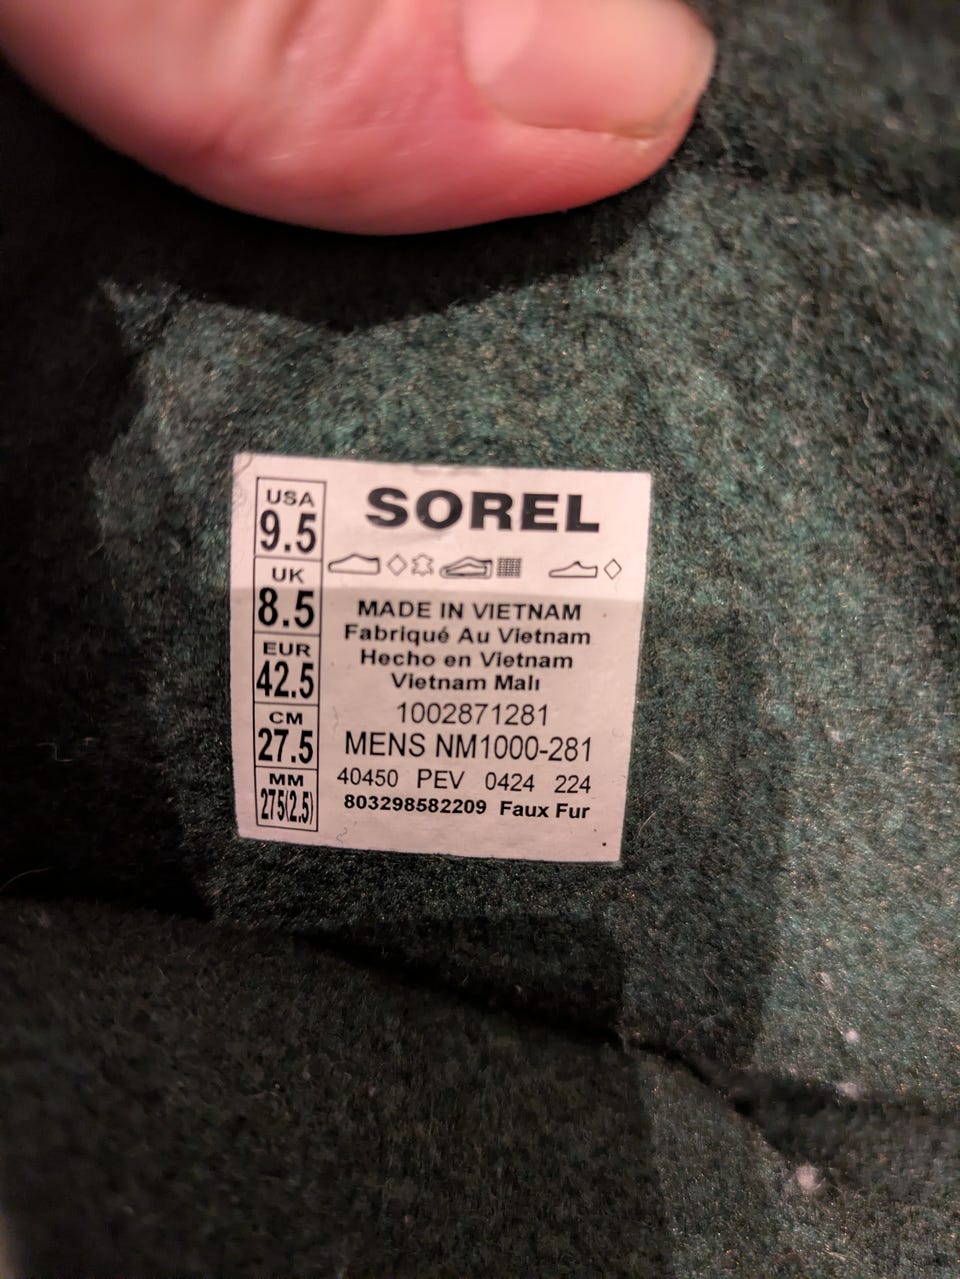 USA
9.5
UK
8.5
EUR
42.5
CM
27.5
MM
275(2.5)
SOREL
MADE IN VIETNAM
Fabriqué Au Vietnam
Hecho en Vietnam
Vietnam Malı
1002871281
MENS NM1000-281
40450 PEV 0424 224
803298582209 Faux Fur